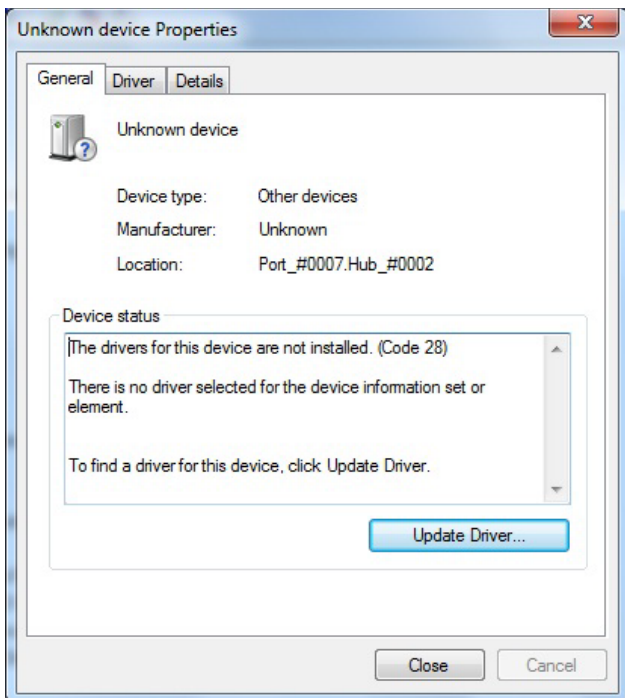 Unknown device Properties
General Driver Details
Unknown device
Device type: Other devices
Manufacturer: Unknown
Location: Port_#0007.Hub_#0002
Device status
The drivers for this device are not installed. (Code 28)
There is no driver selected for the device information set or
element.
To find a driver for this device, click Update Driver.
Update Driver...
Close Cancel